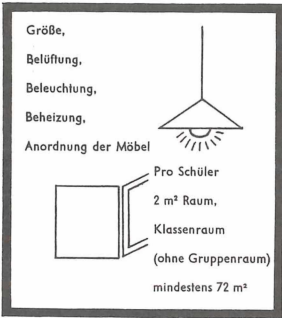 Größe,
Belüftung,
Beleuchtung,
Beheizung,
Anordnung der Möbel
Pro Schüler
2 m² Raum,
Klassenraum
(ohne Gruppenraum)
mindestens 72 m²